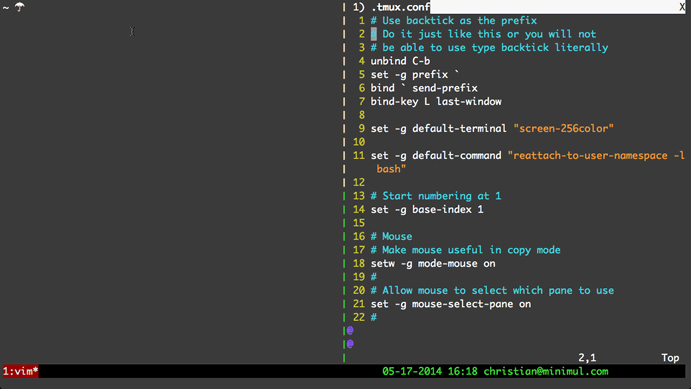 ~ ☂
1) .tmux.conf X
1 # Use backtick as the prefix
2 # Do it just like this or you will not
3 # be able to use type backtick literally
4 unbind C-b
5 set -g prefix `
6 bind ` send-prefix
7 bind-key L last-window
8
9 set -g default-terminal "screen-256color"
10
11 set -g default-command "reattach-to-user-namespace -l
bash"
12
13 # Start numbering at 1
14 set -g base-index 1
15
16 # Mouse
17 # Make mouse useful in copy mode
18 setw -g mode-mouse on
19 #
20 # Allow mouse to select which pane to use
21 set -g mouse-select-pane on
22 #
@
@
2,1 Top
1:vim* 05-17-2014 16:18 christian@minimul.com